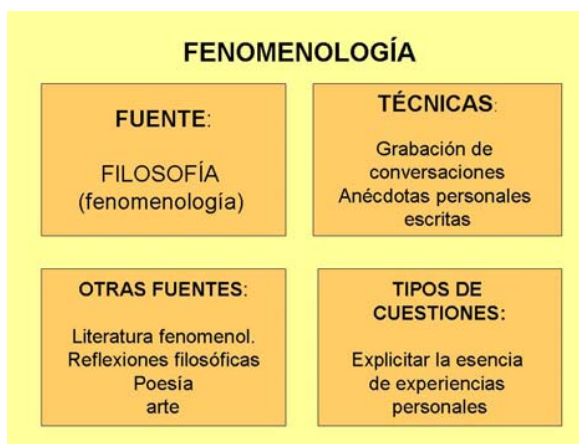 FENOMENOLOGÍA
FUENTE:
FILOSOFÍA
(fenomenología)
TÉCNICAS:
Grabación de
conversaciones
Anécdotas personales
escritas
OTRAS FUENTES:
Literatura fenomenol.
Reflexiones filosóficas
Poesía
arte
TIPOS DE
CUESTIONES:
Explicitar la esencia
de experiencias
personales